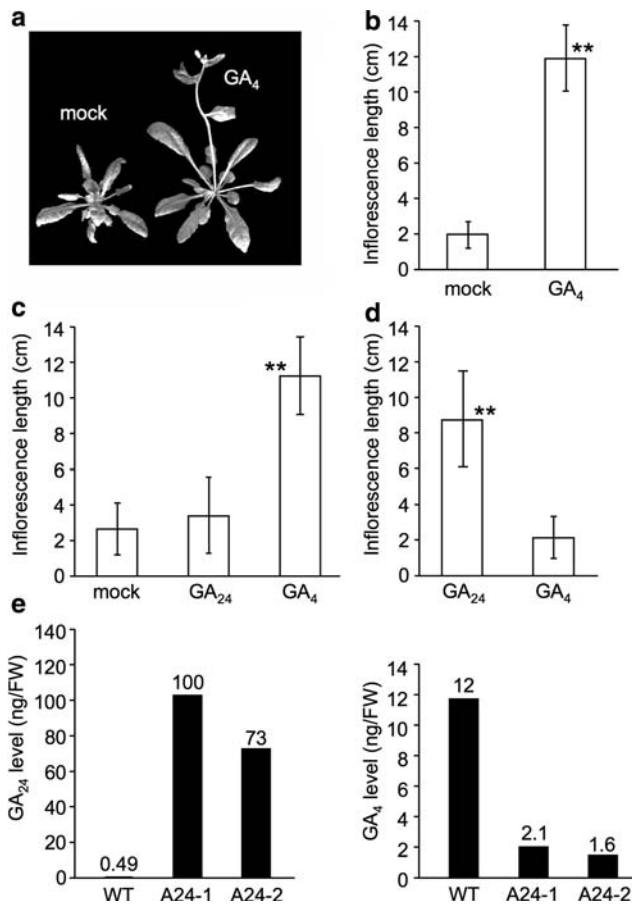 a
mock
GA₄
b
Inflorescence length (cm)
14
12
10
8
6
4
2
0
**
mock GA₄
c
Inflorescence length (cm)
14
12
10
8
6
4
2
0
**
mock GA₂₄ GA₄
d
Inflorescence length (cm)
14
12
10
8
6
4
2
0
**
GA₂₄ GA₄
e
GA₂₄ level (ng/FW)
140
120
100
80
60
40
20
0
0.49
100
73
WT A24-1 A24-2
GA₄ level (ng/FW)
14
12
10
8
6
4
2
0
12
2.1
1.6
WT A24-1 A24-2